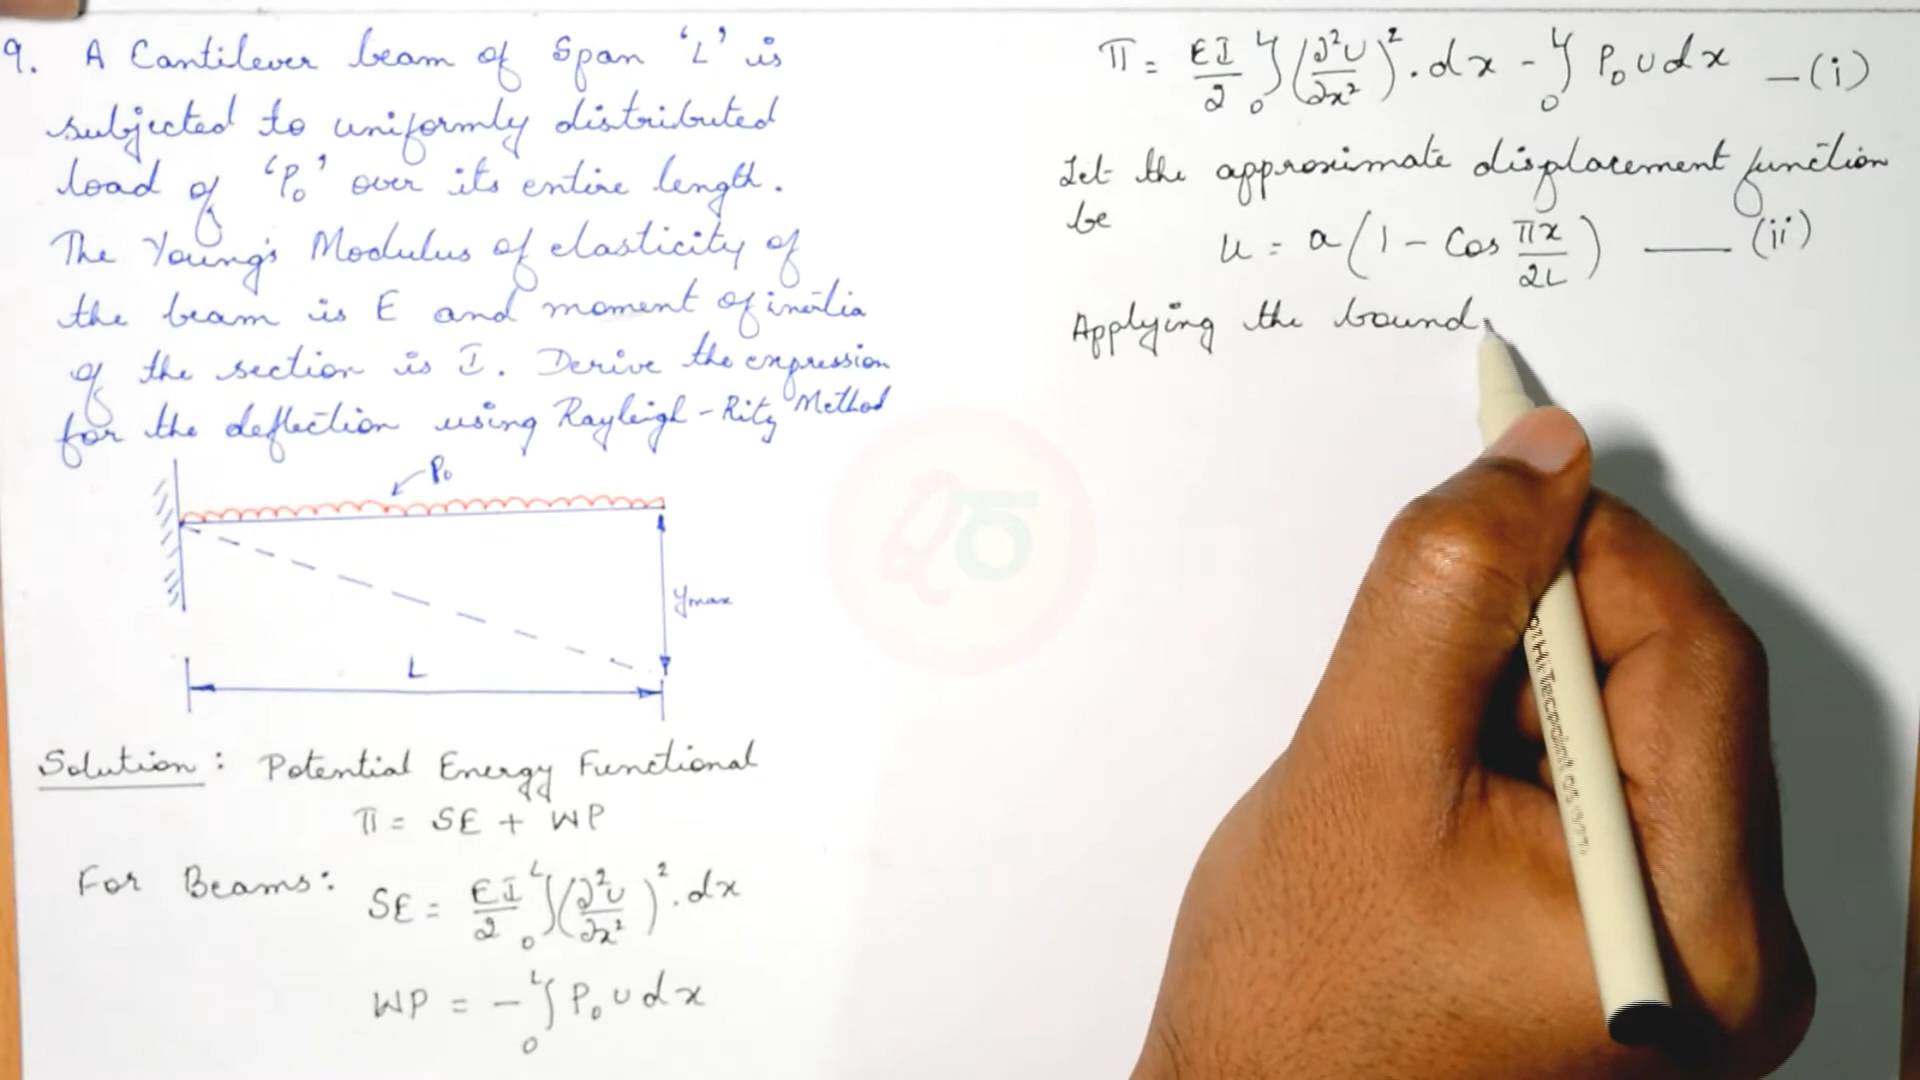 9. A Cantilever beam of Span 'L' is
subjected to uniformly distributed
load of 'P₀' over its entire length.
The Young's Modulus of elasticity of
the beam is E and moment of inertia
of the section is I. Derive the expression
for the deflection using Rayleigh-Ritz Method
P₀
ymax
L
Solution: Potential Energy Functional
π = SE + WP
For Beams: SE = EI/2 ₀∫ᴸ (∂²u/∂x²)² . dx
WP = - ₀∫ᴸ P₀ u dx
π = EI/2 ₀∫ᴸ (∂²u/∂x²)² . dx - ₀∫ᴸ P₀ u dx — (i)
Let the approximate displacement function
be
u = a (1 - Cos πx/2L) — (ii)
Applying the bound